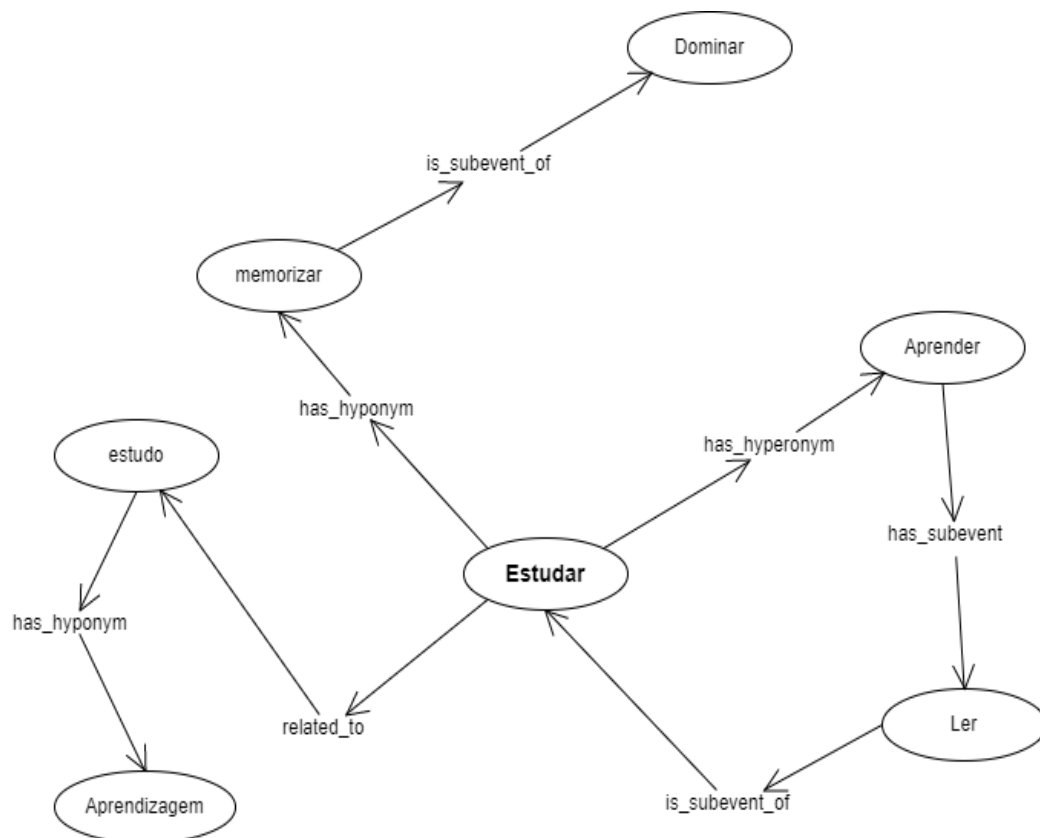 Dominar
is_subevent_of
memorizar
Aprender
has_hyponym
has_hyperonym
estudo
has_subevent
Estudar
has_hyponym
related_to
Ler
is_subevent_of
Aprendizagem